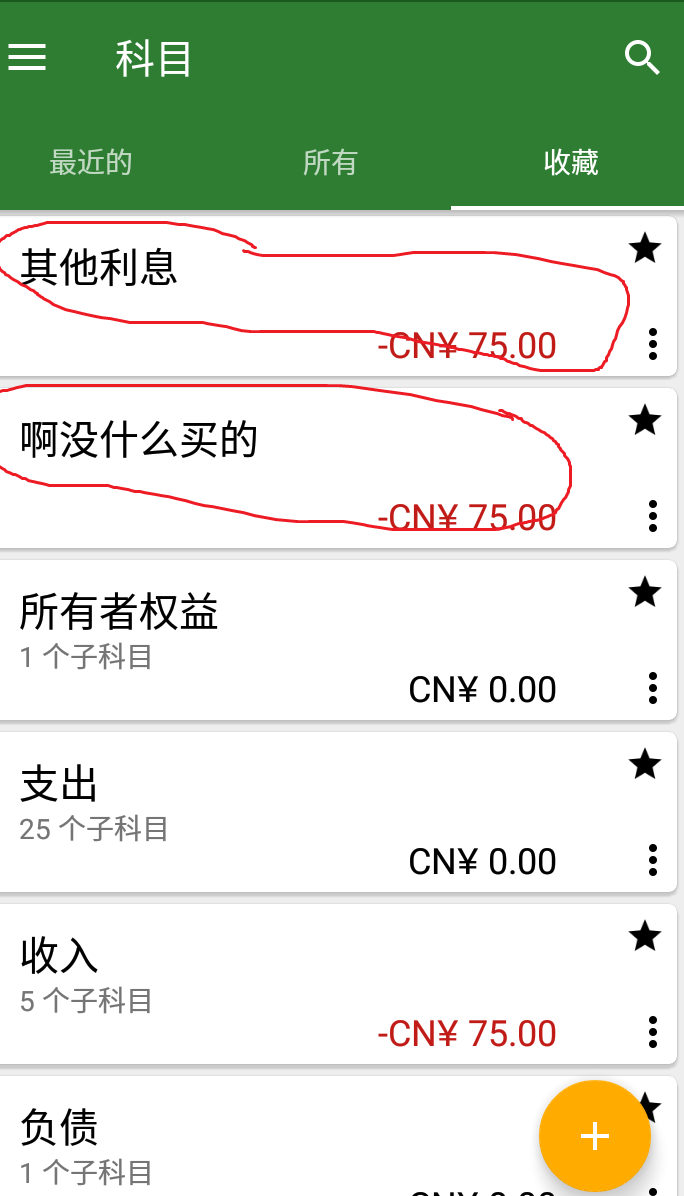 科目
最近的
所有
收藏
其他利息
-CN¥ 75.00
啊没什么买的
-CN¥ 75.00
所有者权益
1 个子科目
CN¥ 0.00
支出
25 个子科目
CN¥ 0.00
收入
5 个子科目
-CN¥ 75.00
负债
1 个子科目